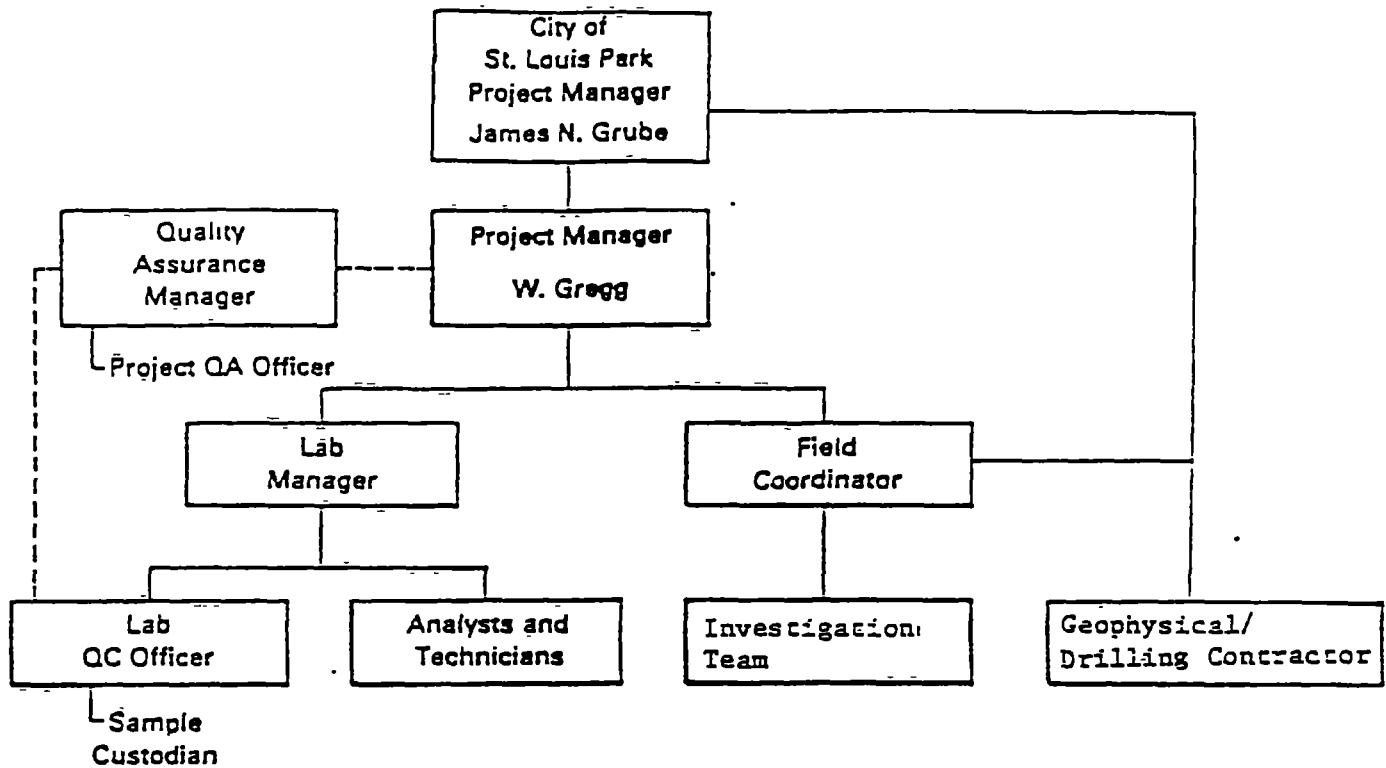 City of
St. Louis Park
Project Manager
James N. Grube
Quality
Assurance
Manager
Project Manager
W. Gregg
Project QA Officer
Lab
Manager
Field
Coordinator
Lab
QC Officer
Analysts and
Technicians
Investigation
Team
Geophysical/
Drilling Contractor
Sample
Custodian